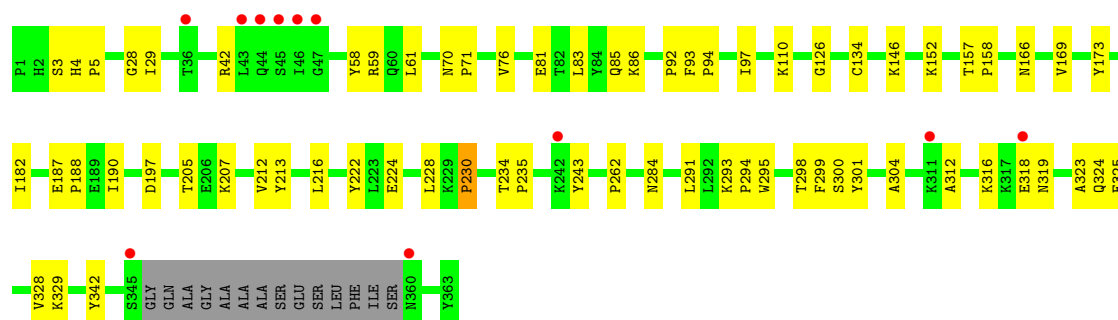 P1 H2 S3 H4 P5 G28 I29 T36 R42 L43 Q44 S45 I46 G47 Y58 R59 Q60 L61 N70 P71 V76 E81 T82 L83 Y84 Q85 K86 P92 F93 P94 I97 K110 G126 C134 K146 K152 T157 P158 N166 V169 Y173
I182 E187 P188 E189 I190 D197 T205 E206 K207 V212 Y213 L216 Y222 L223 E224 L228 K229 P230 T234 P235 K242 Y243 P262 N284 L291 L292 K293 P294 W295 T298 F299 S300 Y301 A304 K311 A312 K316 K317 E318 N319 A323 Q324
V328 K329 Y342 S345 GLY GLN ALA GLY ALA ALA ALA SER GLU SER LEU PHE ILE SER N360 Y363